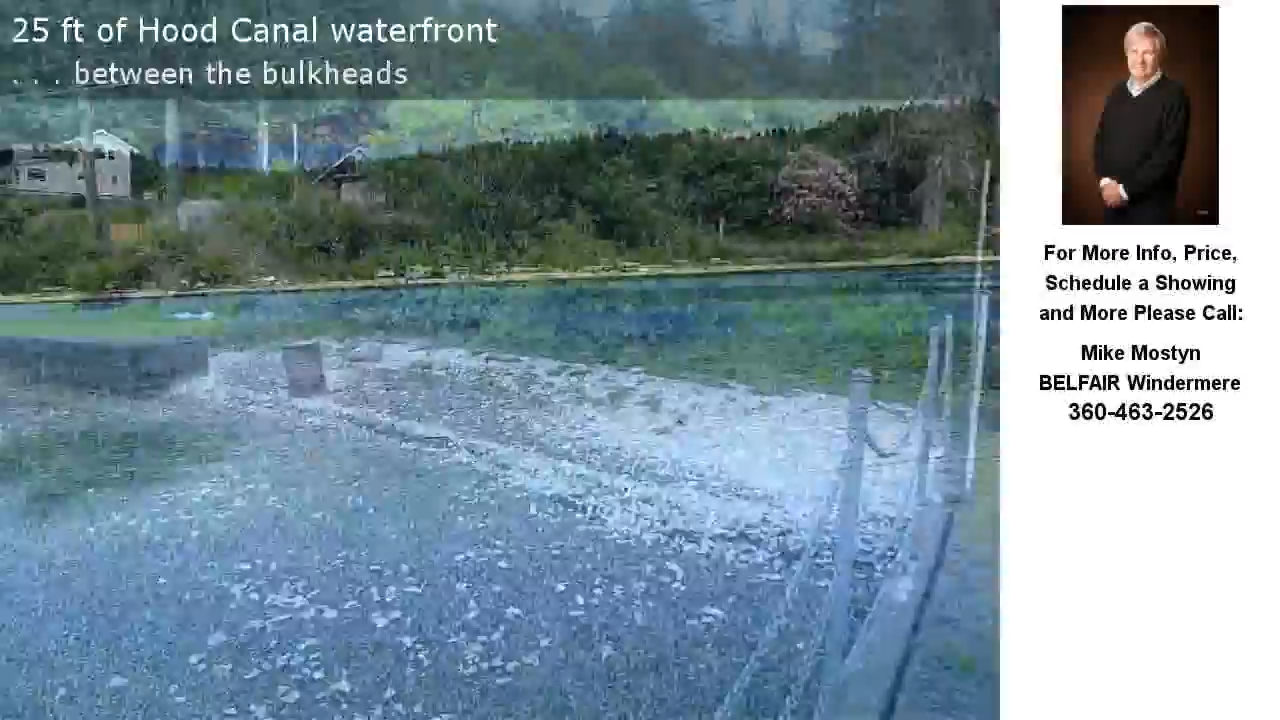 25 ft of Hood Canal waterfront
. . . between the bulkheads
For More Info, Price,
Schedule a Showing
and More Please Call:
Mike Mostyn
BELFAIR Windermere
360-463-2526